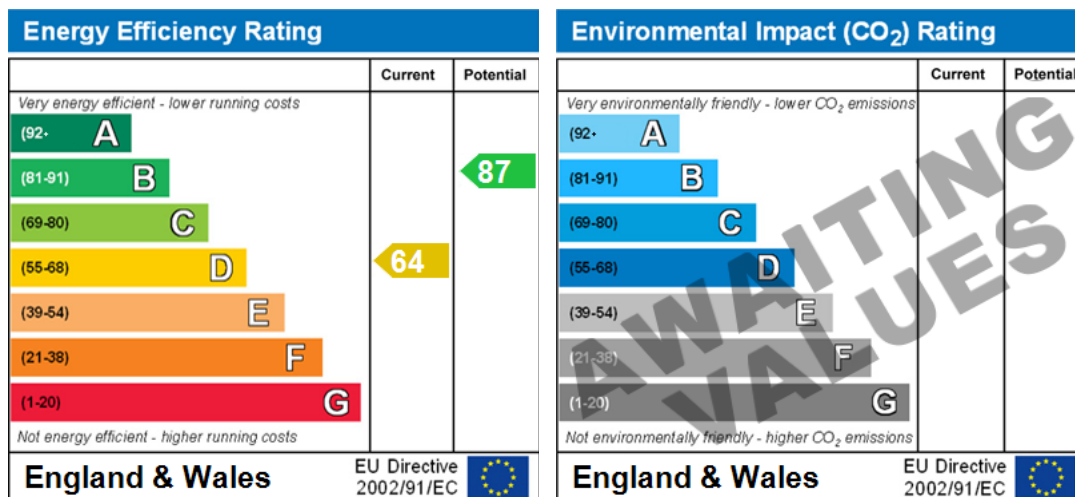 Energy Efficiency Rating
Current Potential
Very energy efficient - lower running costs
(92+ A
(81-91) B
87
(69-80) C
(55-68) D
64
(39-54) E
(21-38) F
(1-20) G
Not energy efficient - higher running costs
England & Wales
EU Directive
2002/91/EC
Environmental Impact (CO₂) Rating
Current Potential
Very environmentally friendly - lower CO₂ emissions
(92+ A
(81-91) B
(69-80) C
(55-68) D
(39-54) E
(21-38) F
(1-20) G
AWAITING
VALUES
Not environmentally friendly - higher CO₂ emissions
England & Wales
EU Directive
2002/91/EC